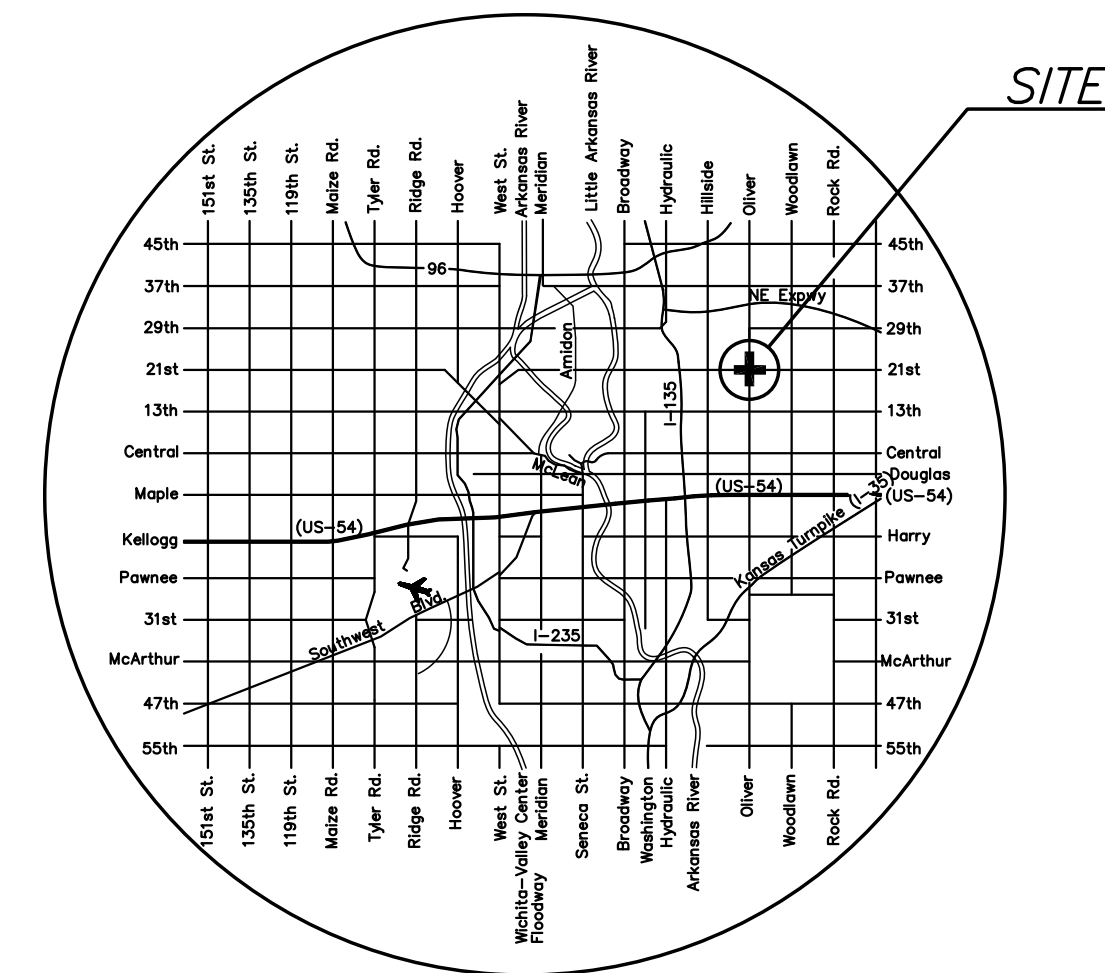 SITE
151st St.
135th St.
119th St.
Maize Rd.
Tyler Rd.
Ridge Rd.
Hoover
West St.
Arkansas River
Meridian
Little Arkansas River
Broadway
Hydraulic
Hillside
Oliver
Woodlawn
Rock Rd.
45th
45th
96
37th
37th
NE Expwy
29th
29th
Amidon
21st
21st
I-135
13th
13th
Central
Central
McLean
Douglas
Maple
(US-54)
(I-35)
(US-54)
(US-54)
Kellogg
Harry
Kansas Turnpike
Pawnee
Pawnee
Blvd.
31st
31st
Southwest
I-235
McArthur
McArthur
47th
47th
55th
55th
151st St.
135th St.
119th St.
Maize Rd.
Tyler Rd.
Ridge Rd.
Hoover
West St.
Wichita-Valley Center
Floodway
Meridian
Seneca St.
Broadway
Washington
Hydraulic
Arkansas River
Oliver
Woodlawn
Rock Rd.